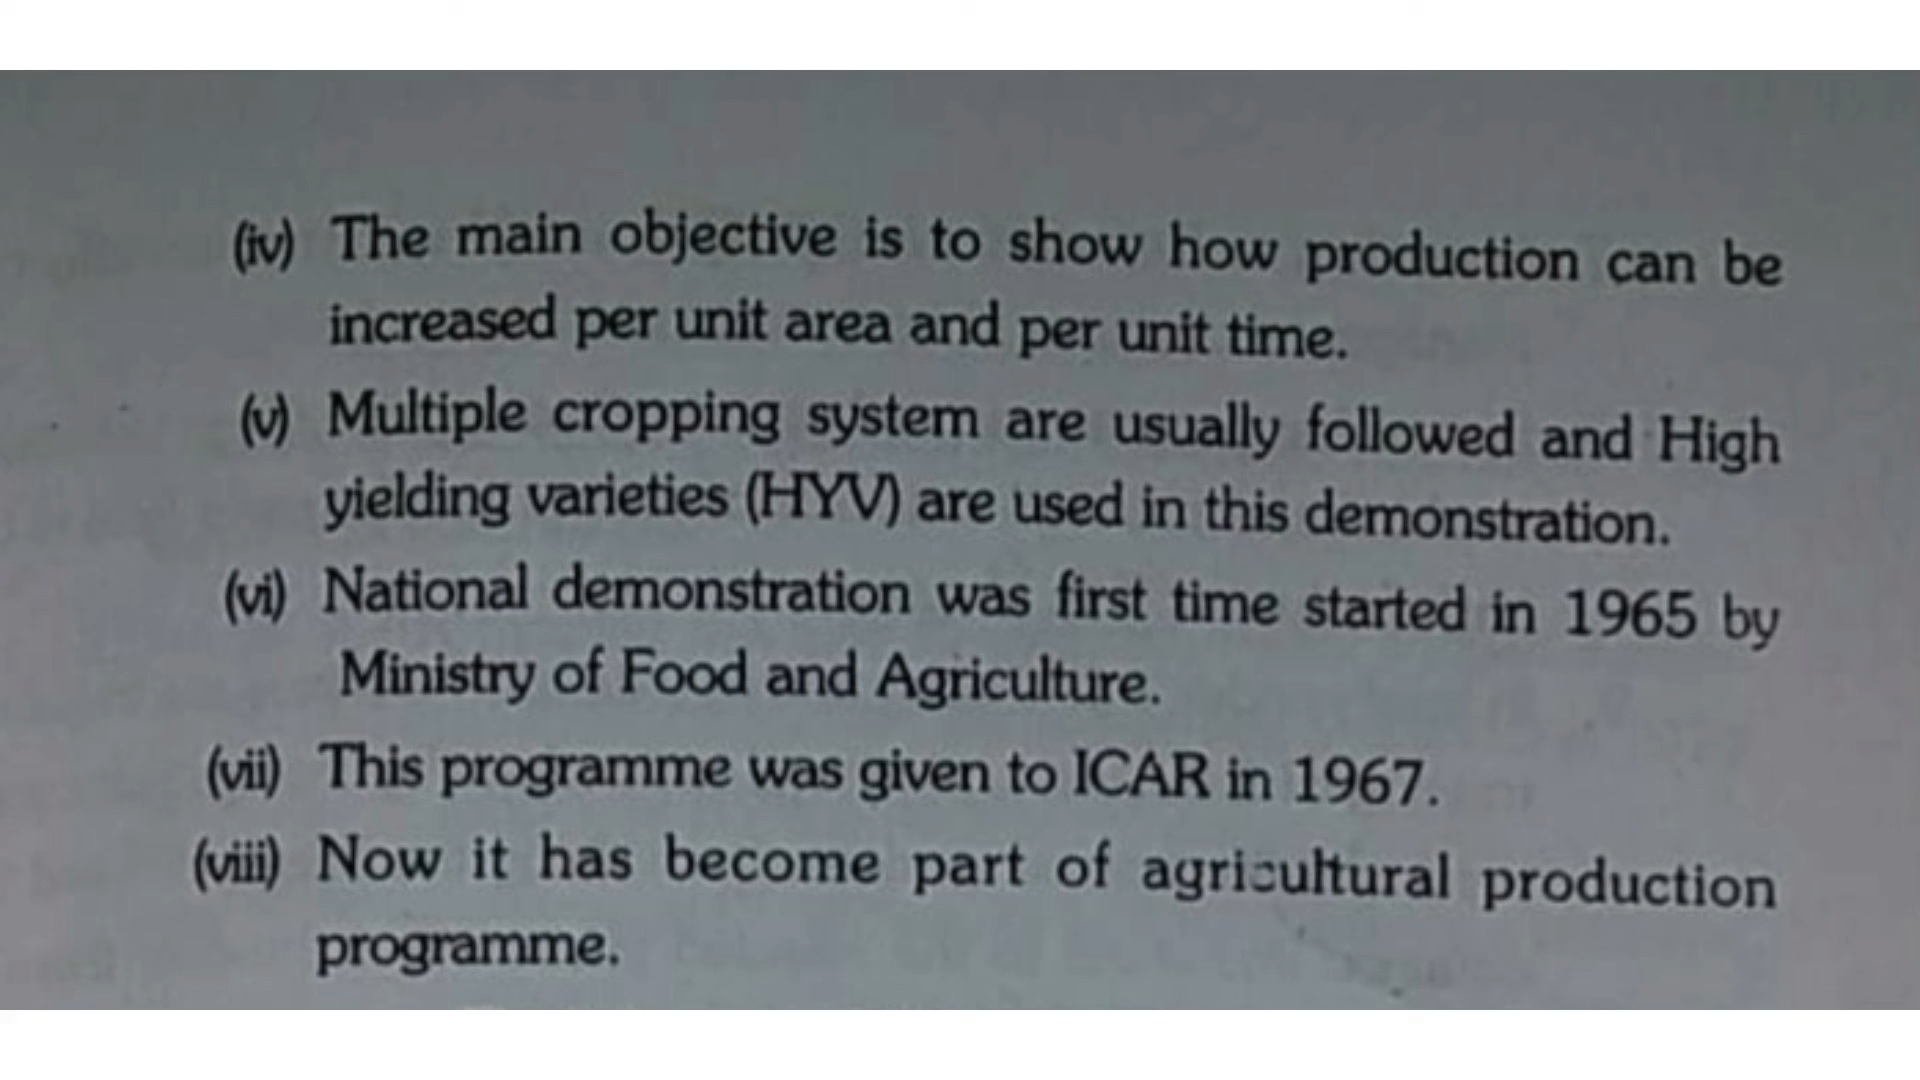 (iv) The main objective is to show how production can be
increased per unit area and per unit time.
(v) Multiple cropping system are usually followed and High
yielding varieties (HYV) are used in this demonstration.
(vi) National demonstration was first time started in 1965 by
Ministry of Food and Agriculture.
(vii) This programme was given to ICAR in 1967.
(viii) Now it has become part of agricultural production
programme.